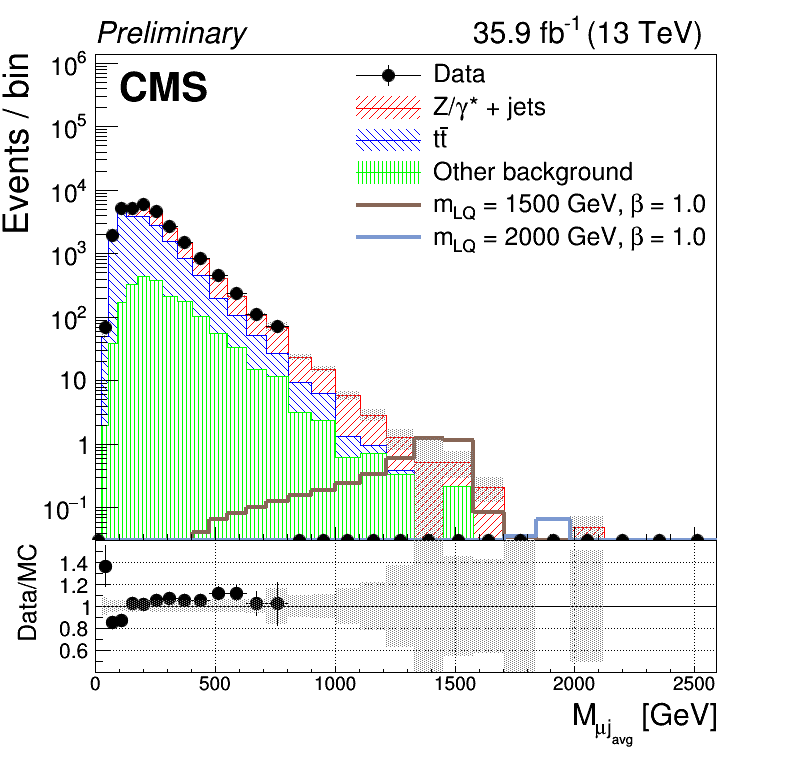 Preliminary 35.9 fb⁻¹ (13 TeV)
CMS
Events / bin
10⁶
10⁵
10⁴
10³
10²
10
1
10⁻¹
Data
Z/γ* + jets
tt̄
Other background
m_LQ = 1500 GeV, β = 1.0
m_LQ = 2000 GeV, β = 1.0
Data/MC
1.4
1.2
1
0.8
0.6
0 500 1000 1500 2000 2500
M_μj_avg [GeV]